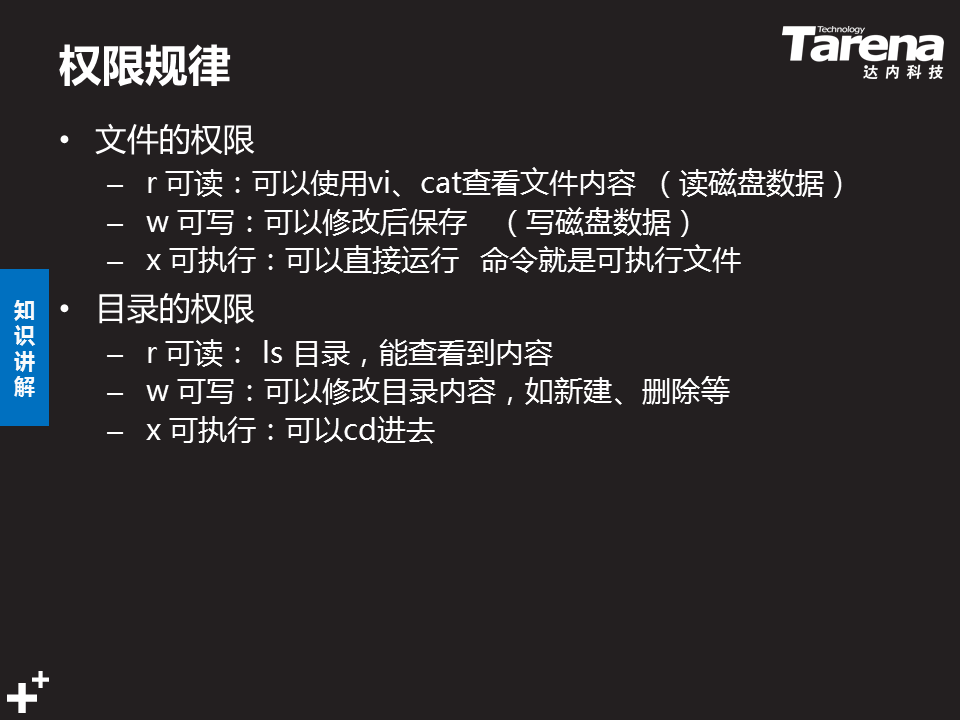 权限规律
Technology
Tarena
达内科技
• 文件的权限
– r 可读：可以使用vi、cat查看文件内容 （读磁盘数据）
– w 可写：可以修改后保存 （写磁盘数据）
– x 可执行：可以直接运行 命令就是可执行文件
• 目录的权限
– r 可读： ls 目录，能查看到内容
– w 可写：可以修改目录内容，如新建、删除等
– x 可执行：可以cd进去
知
识
讲
解